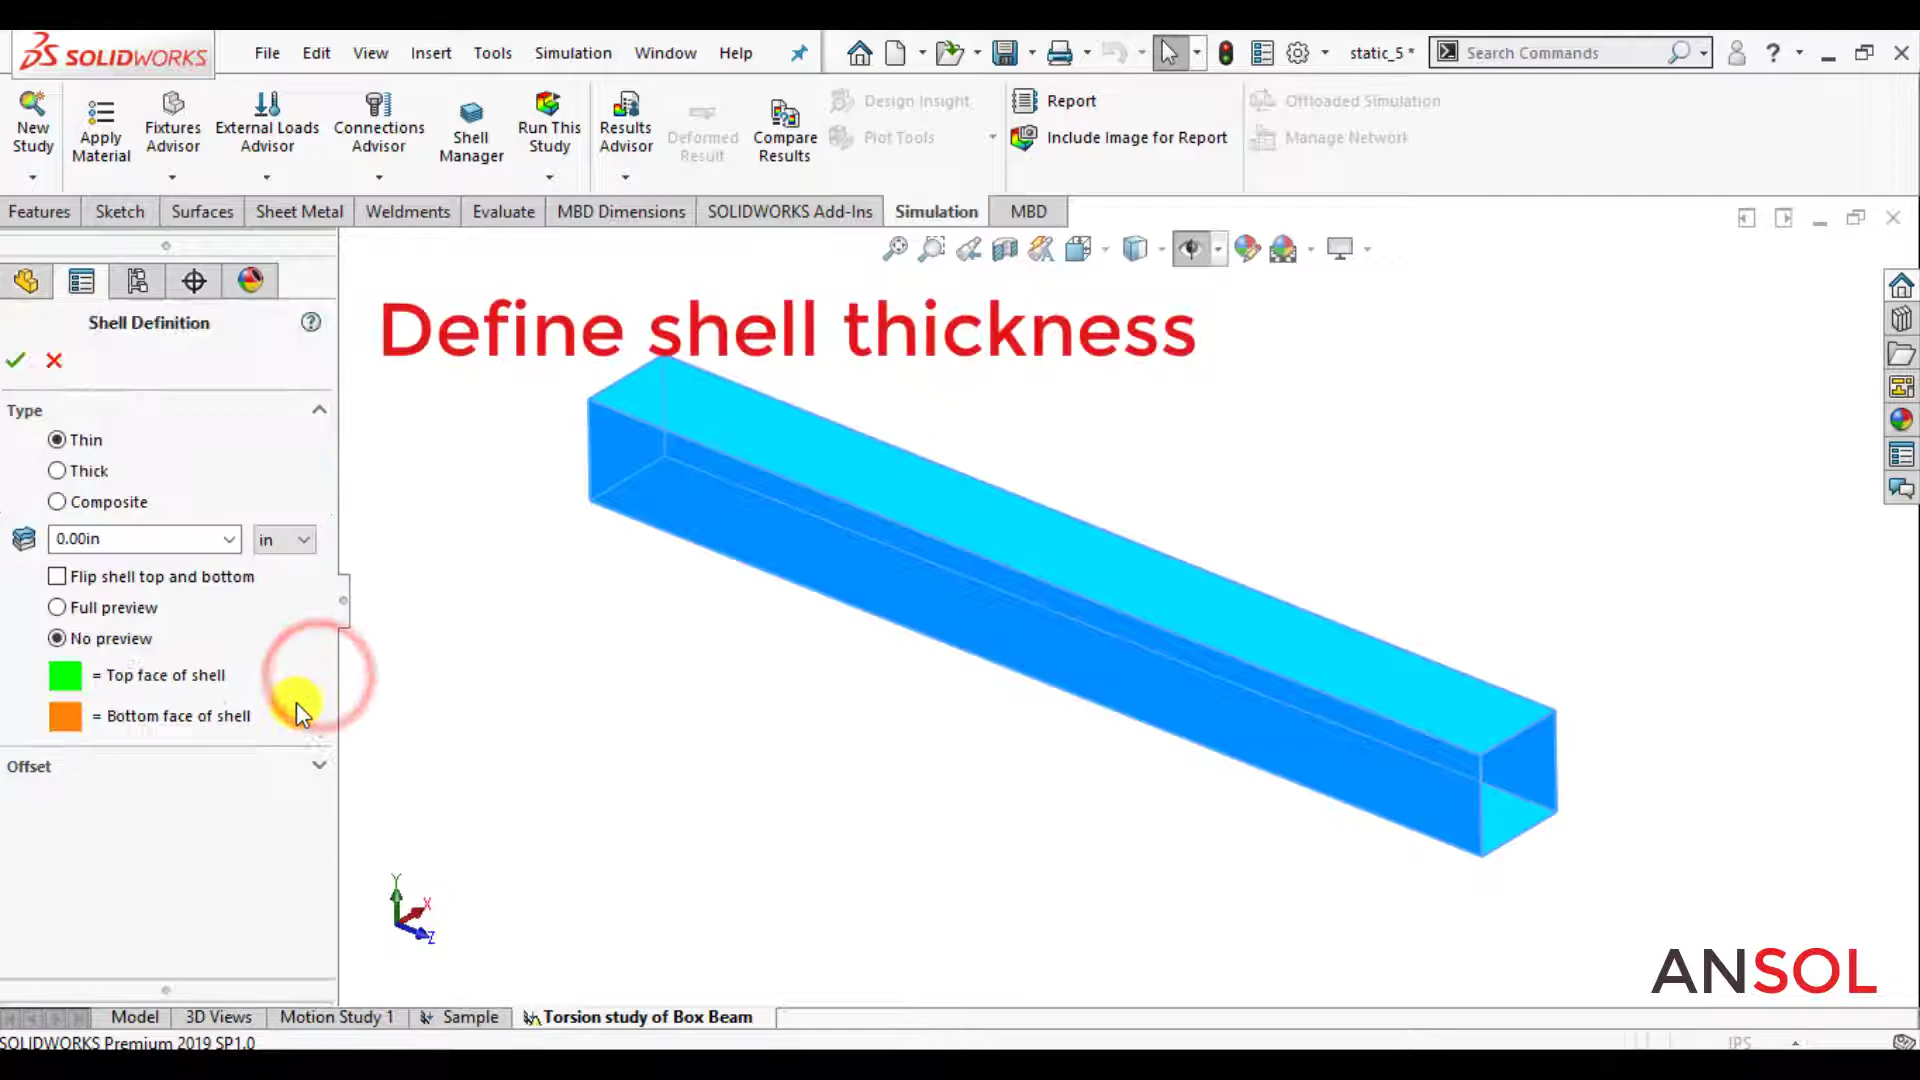 SOLIDWORKS
File Edit View Insert Tools Simulation Window Help
static_5 *
Search Commands
?
New Study
Apply Material
Fixtures Advisor
External Loads Advisor
Connections Advisor
Shell Manager
Run This Study
Results Advisor
Deformed Result
Compare Results
Design Insight
Plot Tools
Report
Include Image for Report
Offloaded Simulation
Manage Network
Features Sketch Surfaces Sheet Metal Weldments Evaluate MBD Dimensions SOLIDWORKS Add-Ins Simulation MBD
Shell Definition
?
Define shell thickness
Type
Thin
Thick
Composite
0.00in in
Flip shell top and bottom
Full preview
No preview
= Top face of shell
= Bottom face of shell
Offset
Y
X
Z
ANSOL
Model 3D Views Motion Study 1 Sample Torsion study of Box Beam
SOLIDWORKS Premium 2019 SP1.0
IPS